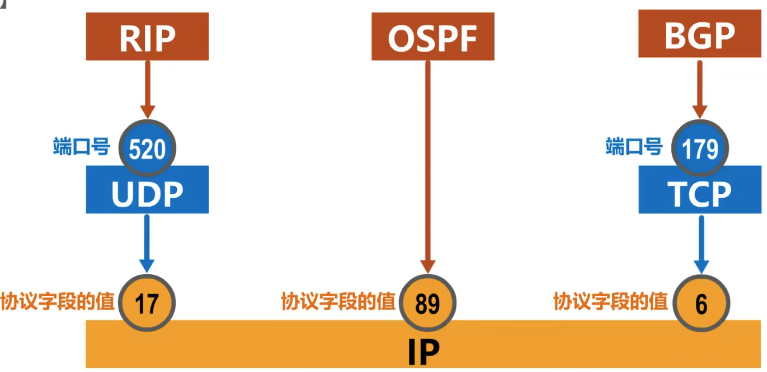 】
RIP
OSPF
BGP
端口号
520
端口号
179
UDP
TCP
协议字段的值
17
协议字段的值
89
协议字段的值
6
IP